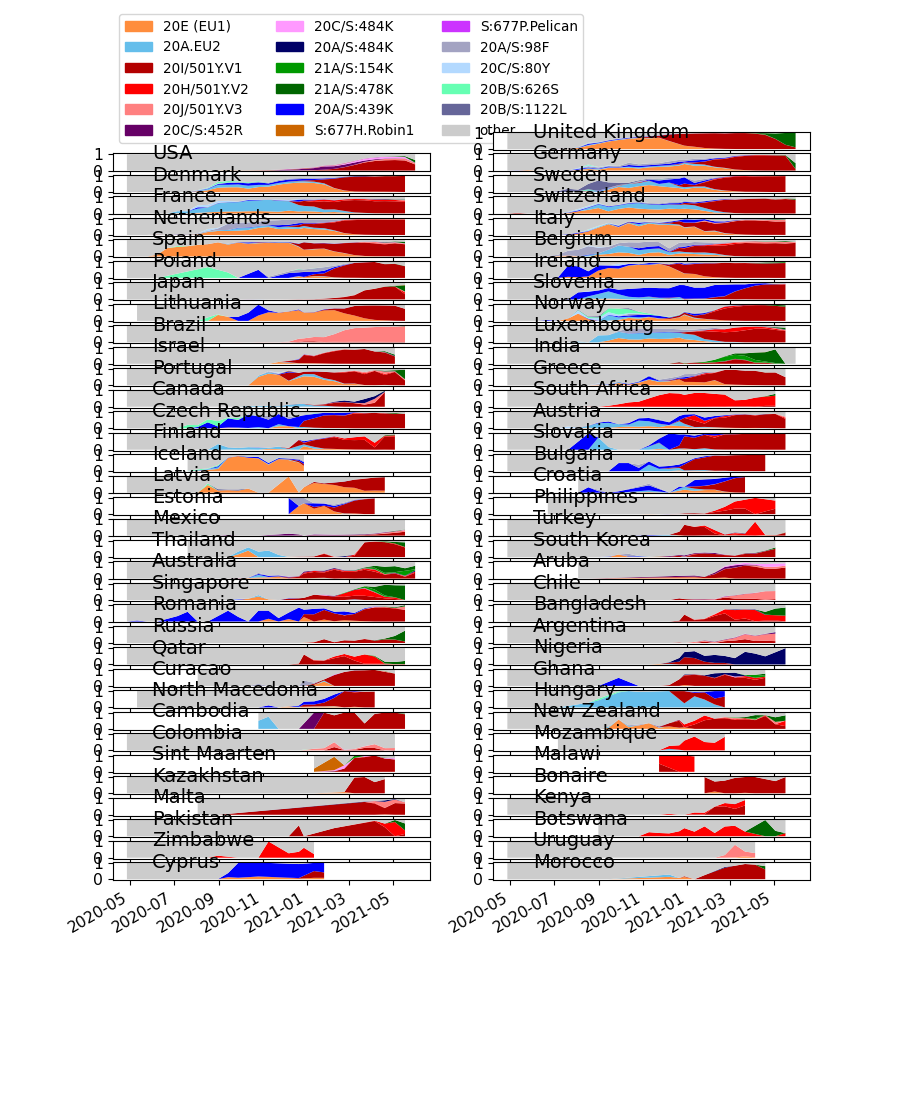 20E (EU1)
20A.EU2
20I/501Y.V1
20H/501Y.V2
20J/501Y.V3
20C/S:452R
20C/S:484K
20A/S:484K
21A/S:154K
21A/S:478K
20A/S:439K
S:677H.Robin1
S:677P.Pelican
20A/S:98F
20C/S:80Y
20B/S:626S
20B/S:1122L
other
United Kingdom
USA
Germany
Denmark
Sweden
France
Switzerland
Netherlands
Italy
Spain
Belgium
Poland
Ireland
Japan
Slovenia
Lithuania
Norway
Brazil
Luxembourg
Israel
India
Portugal
Greece
Canada
South Africa
Czech Republic
Austria
Finland
Slovakia
Iceland
Bulgaria
Latvia
Croatia
Estonia
Philippines
Mexico
Turkey
Thailand
South Korea
Australia
Aruba
Singapore
Chile
Romania
Bangladesh
Russia
Argentina
Qatar
Nigeria
Curacao
Ghana
North Macedonia
Hungary
Cambodia
New Zealand
Colombia
Mozambique
Sint Maarten
Malawi
Kazakhstan
Bonaire
Malta
Kenya
Pakistan
Botswana
Zimbabwe
Uruguay
Cyprus
Morocco
1
0
2020-05 2020-07 2020-09 2020-11 2021-01 2021-03 2021-05
2020-05 2020-07 2020-09 2020-11 2021-01 2021-03 2021-05